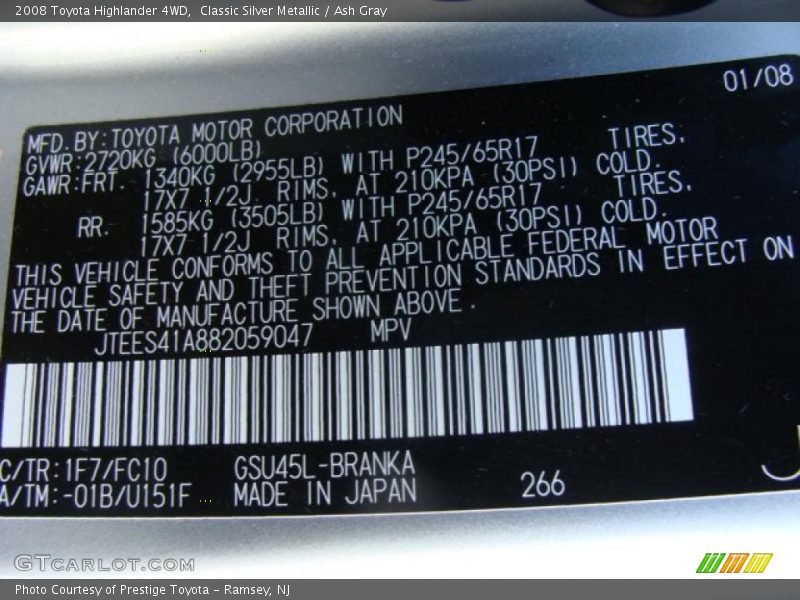 2008 Toyota Highlander 4WD,  Classic Silver Metallic / Ash Gray
01/08
MFD. BY:TOYOTA MOTOR CORPORATION
GVWR:2720KG (6000LB)
GAWR:FRT. 1340KG (2955LB) WITH P245/65R17 TIRES,
17X7 1/2J RIMS, AT 210KPA (30PSI) COLD.
RR. 1585KG (3505LB) WITH P245/65R17 TIRES,
17X7 1/2J RIMS, AT 210KPA (30PSI) COLD.
THIS VEHICLE CONFORMS TO ALL APPLICABLE FEDERAL MOTOR
VEHICLE SAFETY AND THEFT PREVENTION STANDARDS IN EFFECT ON
THE DATE OF MANUFACTURE SHOWN ABOVE.
JTEES41A882059047 MPV
C/TR:1F7/FC10 GSU45L-BRANKA
A/TM:-01B/U151F MADE IN JAPAN 266
GTCARLOT.COM
Photo Courtesy of Prestige Toyota - Ramsey, NJ